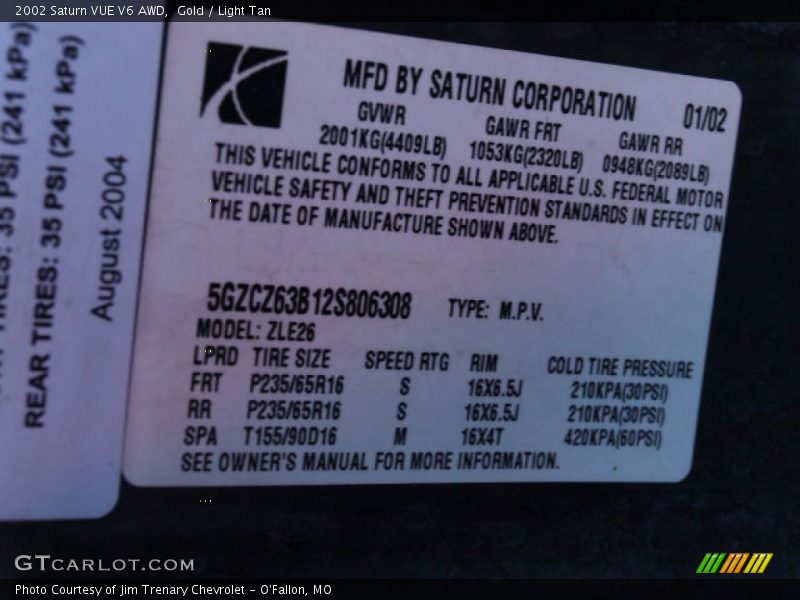 2002 Saturn VUE V6 AWD, Gold / Light Tan
TIRES: 35 PSI (241 kPa)
REAR TIRES: 35 PSI (241 kPa)
August 2004
MFD BY SATURN CORPORATION 01/02
GVWR GAWR FRT GAWR RR
2001KG(4409LB) 1053KG(2320LB) 0948KG(2089LB)
THIS VEHICLE CONFORMS TO ALL APPLICABLE U.S. FEDERAL MOTOR
VEHICLE SAFETY AND THEFT PREVENTION STANDARDS IN EFFECT ON
THE DATE OF MANUFACTURE SHOWN ABOVE.
5GZCZ63B12S806308 TYPE: M.P.V.
MODEL: ZLE26
LPRD TIRE SIZE SPEED RTG RIM COLD TIRE PRESSURE
FRT P235/65R16 S 16X6.5J 210KPA(30PSI)
RR P235/65R16 S 16X6.5J 210KPA(30PSI)
SPA T155/90D16 M 16X4T 420KPA(60PSI)
SEE OWNER'S MANUAL FOR MORE INFORMATION.
GTCARLOT.COM
Photo Courtesy of Jim Trenary Chevrolet - O'Fallon, MO